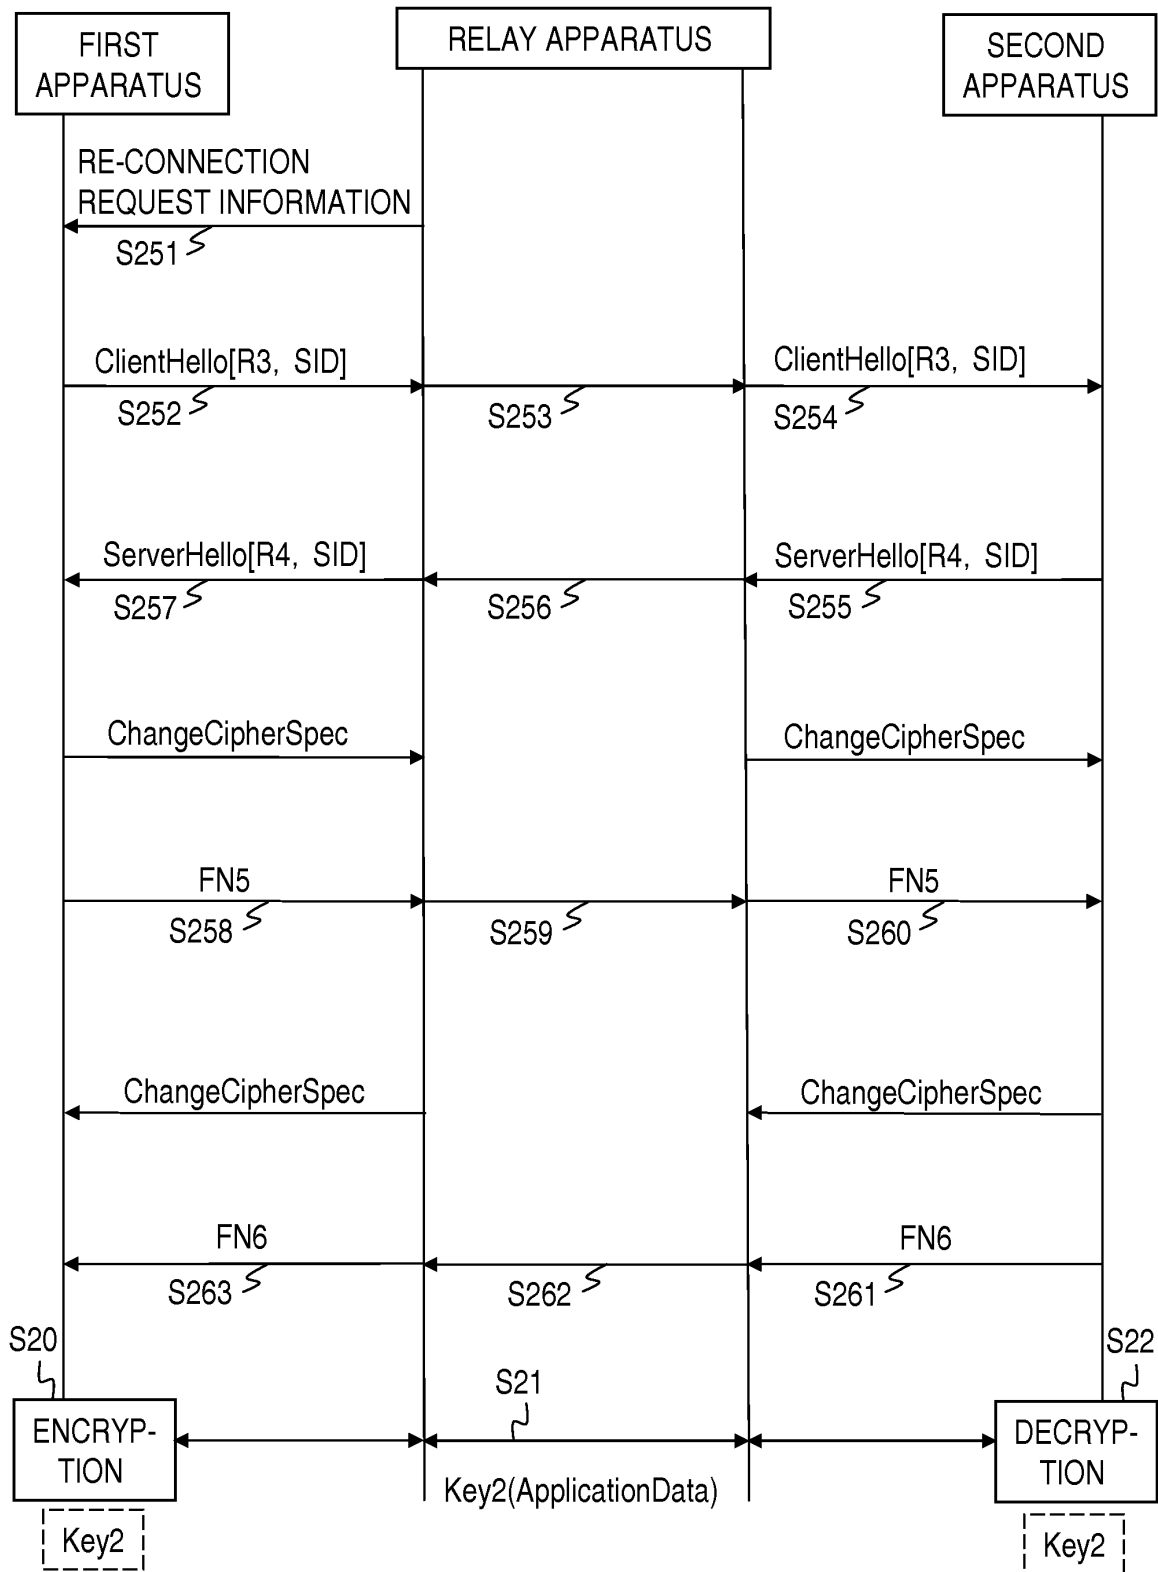 FIRST
APPARATUS
RELAY APPARATUS
SECOND
APPARATUS
RE-CONNECTION
REQUEST INFORMATION
S251
ClientHello[R3, SID]
ClientHello[R3, SID]
S252
S253
S254
ServerHello[R4, SID]
ServerHello[R4, SID]
S257
S256
S255
ChangeCipherSpec
ChangeCipherSpec
FN5
FN5
S258
S259
S260
ChangeCipherSpec
ChangeCipherSpec
FN6
FN6
S263
S262
S261
S20
S22
S21
ENCRYP-
TION
DECRYP-
TION
Key2(ApplicationData)
Key2
Key2